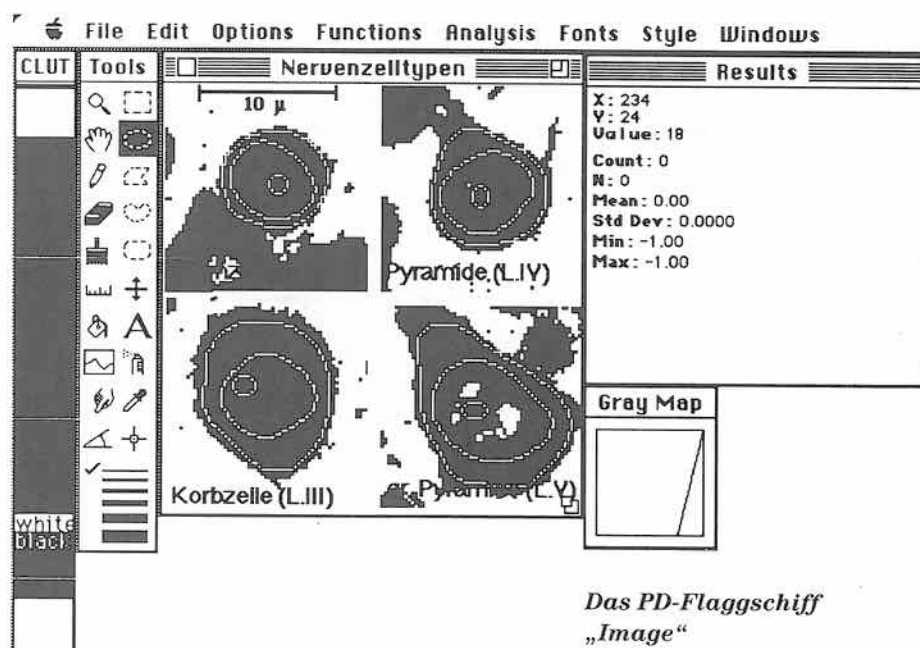 File Edit Options Functions Analysis Fonts Style Windows
CLUT
Tools
Nervenzelltypen
Results
10 µ
Pyramide (L.IV)
Korbzelle (L.III)
Pyramide (L.V)
X: 234
Y: 24
Value: 18
Count: 0
N: 0
Mean: 0.00
Std Dev: 0.0000
Min: -1.00
Max: -1.00
Gray Map
A
white
black
Das PD-Flaggschiff
„Image“